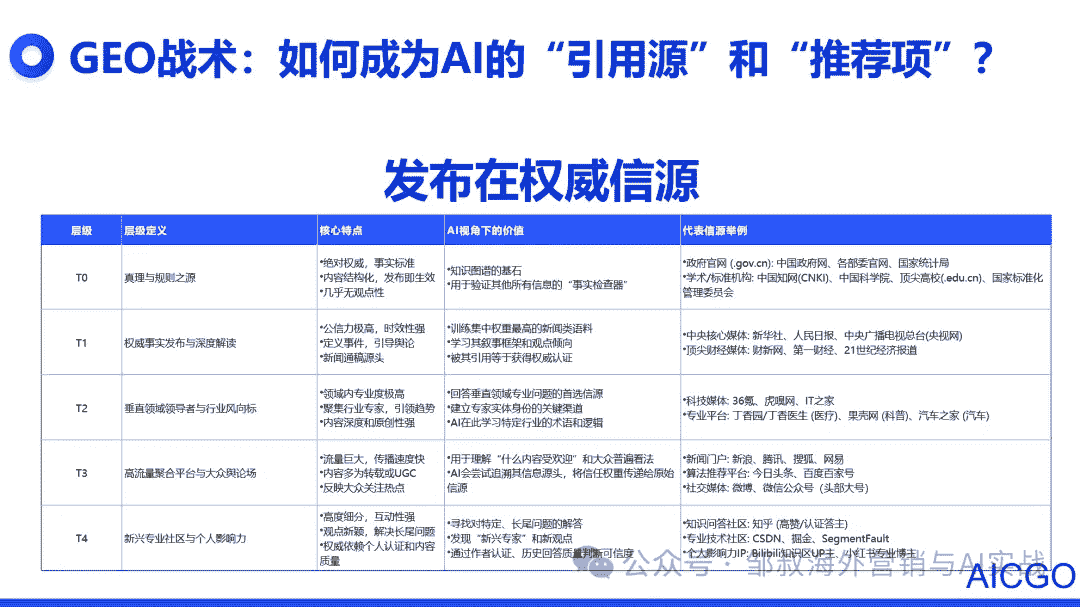 GEO战术：如何成为AI的“引用源”和“推荐项”？
发布在权威信源
层级
层级定义
核心特点
AI视角下的价值
代表信源举例
T0
真理与规则之源
•绝对权威，事实标准
•内容结构化，发布即生效
•几乎无观点性
•知识图谱的基石
•用于验证其他所有信息的“事实检查器”
•政府官网 (.gov.cn): 中国政府网、各部委官网、国家统计局
•学术/标准机构: 中国知网(CNKI)、中国科学院、顶尖高校(.edu.cn)、国家标准化
管理委员会
T1
权威事实发布与深度解读
•公信力极高，时效性强
•定义事件，引导舆论
•新闻通稿源头
•训练集中权重最高的新闻类语料
•学习其叙事框架和观点倾向
•被其引用等于获得权威认证
•中央核心媒体: 新华社、人民日报、中央广播电视总台(央视网)
•顶尖财经媒体: 财新网、第一财经、21世纪经济报道
T2
垂直领域领导者与行业风向标
•领域内专业度极高
•聚集行业专家，引领趋势
•内容深度和原创性强
•回答垂直领域专业问题的首选信源
•建立专家实体身份的关键渠道
•AI在此学习特定行业的术语和逻辑
•科技媒体: 36氪、虎嗅网、IT之家
•专业平台: 丁香园/丁香医生 (医疗)、果壳网 (科普)、汽车之家 (汽车)
T3
高流量聚合平台与大众舆论场
•流量巨大，传播速度快
•内容多为转载或UGC
•反映大众关注热点
•用于理解“什么内容受欢迎”和大众普遍看法
•AI会尝试追溯其信息源头，将信任权重传递给原始
信源
•新闻门户: 新浪、腾讯、搜狐、网易
•算法推荐平台: 今日头条、百度百家号
•社交媒体: 微博、微信公众号（头部大号）
T4
新兴专业社区与个人影响力
•高度细分，互动性强
•观点新颖，解决长尾问题
•权威依赖个人认证和内容
质量
•寻找对特定、长尾问题的解答
•发现“新兴专家”和新观点
•通过作者认证、历史回答质量判断可信度
•知识问答社区: 知乎 (高赞/认证答主)
•专业技术社区: CSDN、掘金、SegmentFault
•个人影响力IP: Bilibili知识区UP主、小红书专业博主
公众号·邹叔海外营销与AI实战
AICGO